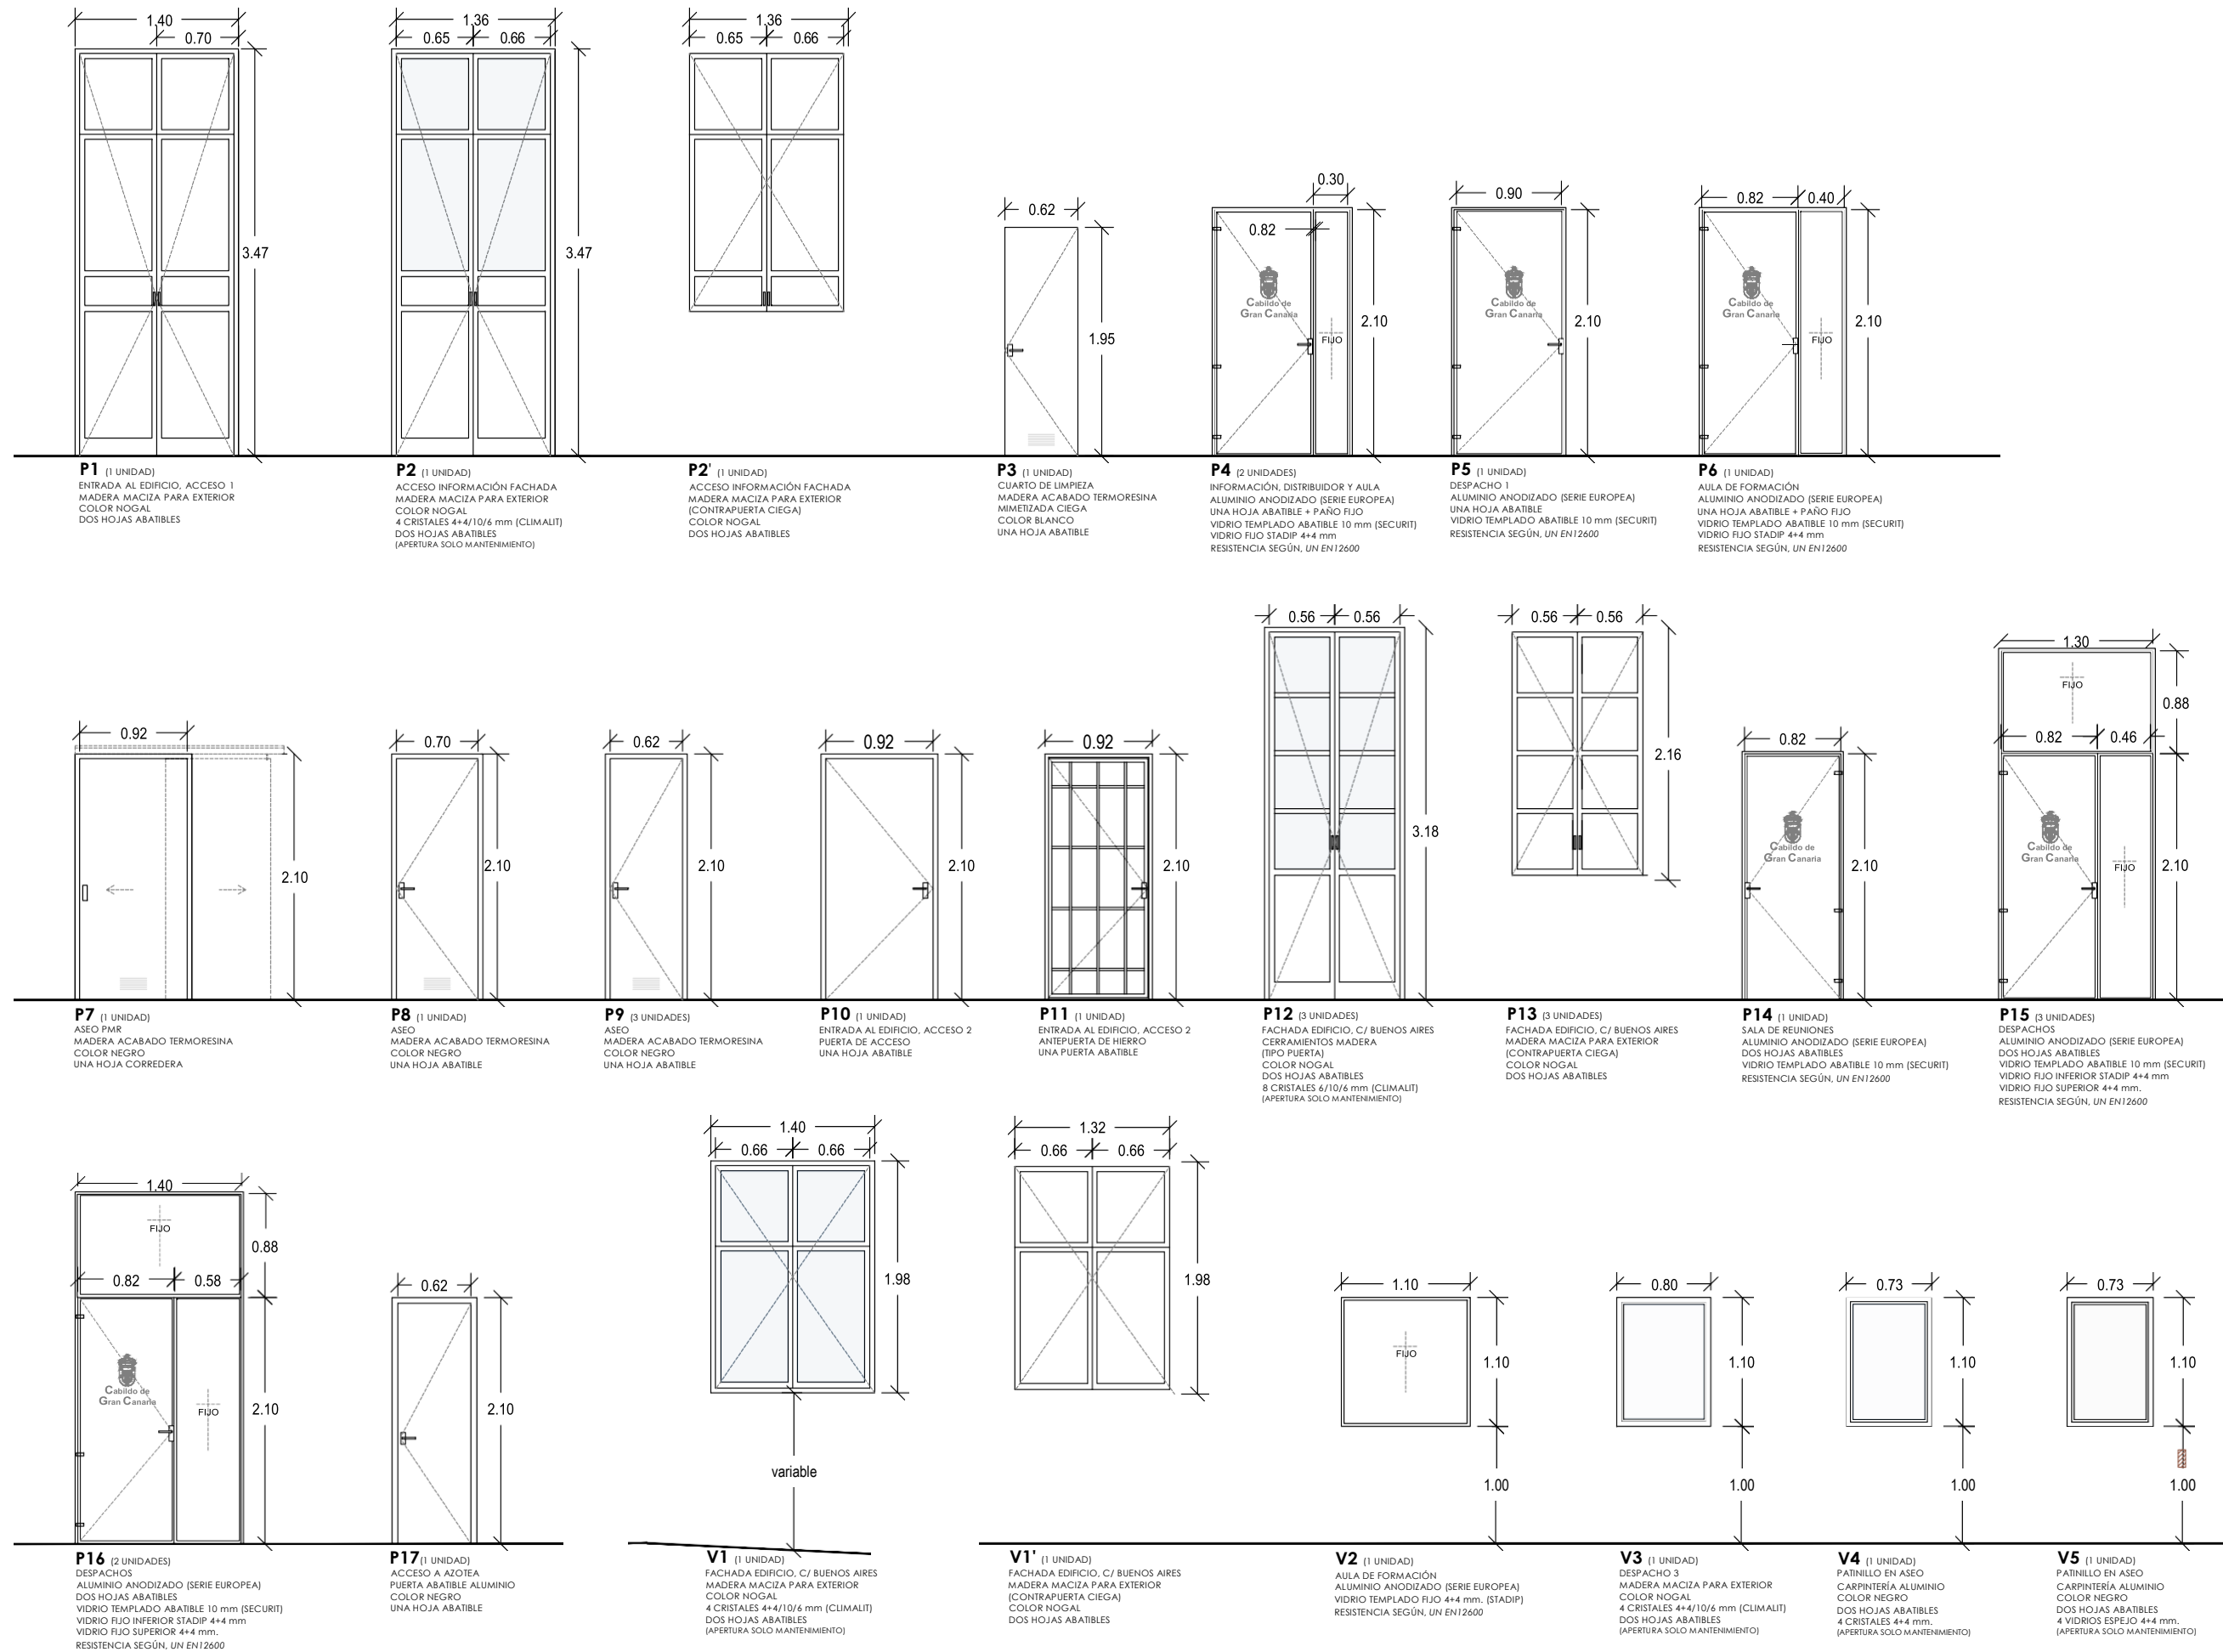 1.40
0.70
3.47
1.36
0.65
0.66
3.47
1.36
0.65
0.66
0.62
1.95
0.30
0.82
Cabildo de
Gran Canaria
FIJO
2.10
0.90
Cabildo de
Gran Canaria
2.10
0.82
0.40
Cabildo de
Gran Canaria
FIJO
2.10
P1 (1 UNIDAD)
ENTRADA AL EDIFICIO, ACCESO 1
MADERA MACIZA PARA EXTERIOR
COLOR NOGAL
DOS HOJAS ABATIBLES
P2 (1 UNIDAD)
ACCESO INFORMACIÓN FACHADA
MADERA MACIZA PARA EXTERIOR
COLOR NOGAL
4 CRISTALES 4+4/10/6 mm (CLIMALIT)
DOS HOJAS ABATIBLES
(APERTURA SOLO MANTENIMIENTO)
P2' (1 UNIDAD)
ACCESO INFORMACIÓN FACHADA
MADERA MACIZA PARA EXTERIOR
(CONTRAPUERTA CIEGA)
COLOR NOGAL
DOS HOJAS ABATIBLES
P3 (1 UNIDAD)
CUARTO DE LIMPIEZA
MADERA ACABADO TERMORESINA
MIMETIZADA CIEGA
COLOR BLANCO
UNA HOJA ABATIBLE
P4 (2 UNIDADES)
INFORMACIÓN, DISTRIBUIDOR Y AULA
ALUMINIO ANODIZADO (SERIE EUROPEA)
UNA HOJA ABATIBLE + PAÑO FIJO
VIDRIO TEMPLADO ABATIBLE 10 mm (SECURIT)
VIDRIO FIJO STADIP 4+4 mm
RESISTENCIA SEGÚN, UN EN12600
P5 (1 UNIDAD)
DESPACHO 1
ALUMINIO ANODIZADO (SERIE EUROPEA)
UNA HOJA ABATIBLE
VIDRIO TEMPLADO ABATIBLE 10 mm (SECURIT)
RESISTENCIA SEGÚN, UN EN12600
P6 (1 UNIDAD)
AULA DE FORMACIÓN
ALUMINIO ANODIZADO (SERIE EUROPEA)
UNA HOJA ABATIBLE + PAÑO FIJO
VIDRIO TEMPLADO ABATIBLE 10 mm (SECURIT)
VIDRIO FIJO STADIP 4+4 mm
RESISTENCIA SEGÚN, UN EN12600
0.92
2.10
0.70
2.10
0.62
2.10
0.92
2.10
0.92
2.10
0.56
0.56
3.18
0.56
0.56
2.16
0.82
Cabildo de
Gran Canaria
2.10
1.30
FIJO
0.88
0.82
0.46
Cabildo de
Gran Canaria
FIJO
2.10
P7 (1 UNIDAD)
ASEO PMR
MADERA ACABADO TERMORESINA
COLOR NEGRO
UNA HOJA CORREDERA
P8 (1 UNIDAD)
ASEO
MADERA ACABADO TERMORESINA
COLOR NEGRO
UNA HOJA ABATIBLE
P9 (3 UNIDADES)
ASEO
MADERA ACABADO TERMORESINA
COLOR NEGRO
UNA HOJA ABATIBLE
P10 (1 UNIDAD)
ENTRADA AL EDIFICIO, ACCESO 2
PUERTA DE ACCESO
UNA HOJA ABATIBLE
P11 (1 UNIDAD)
ENTRADA AL EDIFICIO, ACCESO 2
ANTEPUERTA DE HIERRO
UNA PUERTA ABATIBLE
P12 (3 UNIDADES)
FACHADA EDIFICIO, C/ BUENOS AIRES
CERRAMIENTOS MADERA
(TIPO PUERTA)
COLOR NOGAL
DOS HOJAS ABATIBLES
8 CRISTALES 6/10/6 mm (CLIMALIT)
(APERTURA SOLO MANTENIMIENTO)
P13 (3 UNIDADES)
FACHADA EDIFICIO, C/ BUENOS AIRES
MADERA MACIZA PARA EXTERIOR
(CONTRAPUERTA CIEGA)
COLOR NOGAL
DOS HOJAS ABATIBLES
P14 (1 UNIDAD)
SALA DE REUNIONES
ALUMINIO ANODIZADO (SERIE EUROPEA)
DOS HOJAS ABATIBLES
VIDRIO TEMPLADO ABATIBLE 10 mm (SECURIT)
RESISTENCIA SEGÚN, UN EN12600
P15 (3 UNIDADES)
DESPACHOS
ALUMINIO ANODIZADO (SERIE EUROPEA)
DOS HOJAS ABATIBLES
VIDRIO TEMPLADO ABATIBLE 10 mm (SECURIT)
VIDRIO FIJO INFERIOR STADIP 4+4 mm
VIDRIO FIJO SUPERIOR 4+4 mm.
RESISTENCIA SEGÚN, UN EN12600
1.40
FIJO
0.88
0.82
0.58
Cabildo de
Gran Canaria
FIJO
2.10
0.62
2.10
1.40
0.66
0.66
1.98
variable
1.32
0.66
0.66
1.98
1.10
FIJO
1.10
1.00
0.80
1.10
1.00
0.73
1.10
1.00
0.73
1.10
1.00
P16 (2 UNIDADES)
DESPACHOS
ALUMINIO ANODIZADO (SERIE EUROPEA)
DOS HOJAS ABATIBLES
VIDRIO TEMPLADO ABATIBLE 10 mm (SECURIT)
VIDRIO FIJO INFERIOR STADIP 4+4 mm
VIDRIO FIJO SUPERIOR 4+4 mm.
RESISTENCIA SEGÚN, UN EN12600
P17(1 UNIDAD)
ACCESO A AZOTEA
PUERTA ABATIBLE ALUMINIO
COLOR NEGRO
UNA HOJA ABATIBLE
V1 (1 UNIDAD)
FACHADA EDIFICIO, C/ BUENOS AIRES
MADERA MACIZA PARA EXTERIOR
COLOR NOGAL
4 CRISTALES 4+4/10/6 mm (CLIMALIT)
DOS HOJAS ABATIBLES
(APERTURA SOLO MANTENIMIENTO)
V1' (1 UNIDAD)
FACHADA EDIFICIO, C/ BUENOS AIRES
MADERA MACIZA PARA EXTERIOR
(CONTRAPUERTA CIEGA)
COLOR NOGAL
DOS HOJAS ABATIBLES
V2 (1 UNIDAD)
AULA DE FORMACIÓN
ALUMINIO ANODIZADO (SERIE EUROPEA)
VIDRIO TEMPLADO FIJO 4+4 mm. (STADIP)
RESISTENCIA SEGÚN, UN EN12600
V3 (1 UNIDAD)
DESPACHO 3
MADERA MACIZA PARA EXTERIOR
COLOR NOGAL
4 CRISTALES 4+4/10/6 mm (CLIMALIT)
DOS HOJAS ABATIBLES
(APERTURA SOLO MANTENIMIENTO)
V4 (1 UNIDAD)
PATINILLO EN ASEO
CARPINTERÍA ALUMINIO
COLOR NEGRO
DOS HOJAS ABATIBLES
4 CRISTALES 4+4 mm.
(APERTURA SOLO MANTENIMIENTO)
V5 (1 UNIDAD)
PATINILLO EN ASEO
CARPINTERÍA ALUMINIO
COLOR NEGRO
DOS HOJAS ABATIBLES
4 VIDRIOS ESPEJO 4+4 mm.
(APERTURA SOLO MANTENIMIENTO)